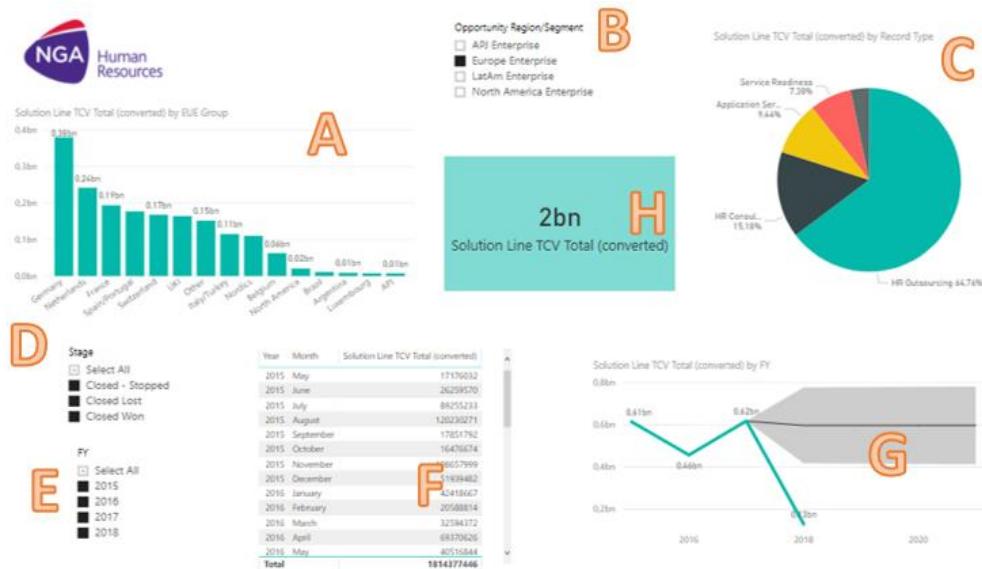 NGA Human
Resources
Solution Line TCV Total (converted) by EUE Group
A
0,4bn
0,3bn
0,2bn
0,1bn
0,0bn
0,38bn
0,24bn
0,19bn
0,17bn
0,15bn
0,11bn
0,06bn
0,02bn
0,01bn
0,01bn
Germany
Netherlands
France
Spain/Portugal
Switzerland
UKI
Other
Italy/Turkey
Nordics
Belgium
North America
Brazil
Argentina
Luxembourg
APJ
Opportunity Region/Segment
B
APJ Enterprise
Europe Enterprise
LatAm Enterprise
North America Enterprise
2bn
H
Solution Line TCV Total (converted)
Solution Line TCV Total (converted) by Record Type
C
Service Readiness
7,38%
Application Ser...
9,64%
HR Consul...
15,18%
HR Outsourcing 64,76%
D
Stage
Select All
Closed - Stopped
Closed Lost
Closed Won
E
FY
Select All
2015
2016
2017
2018
Year Month Solution Line TCV Total (converted)
2015 May 17176032
2015 June 26259570
2015 July 89255233
2015 August 120230271
2015 September 17851792
2015 October 16476674
2015 November
2015 December 51939482
2016 January 42418667
2016 February 20588814
2016 March 32594372
2016 April 69370626
2016 May 40516844
Total 1814377446
F
Solution Line TCV Total (converted) by FY
0,8bn
0,6bn
0,4bn
0,2bn
0,61bn
0,46bn
0,62bn
G
2016
2018
2020